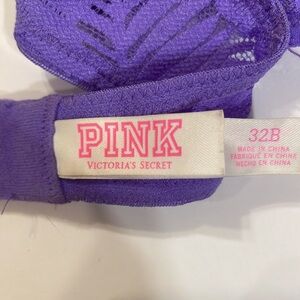 PINK
VICTORIA'S SECRET
32B
MADE IN CHINA
FABRIQUÉ EN CHINE
HECHO EN CHINA